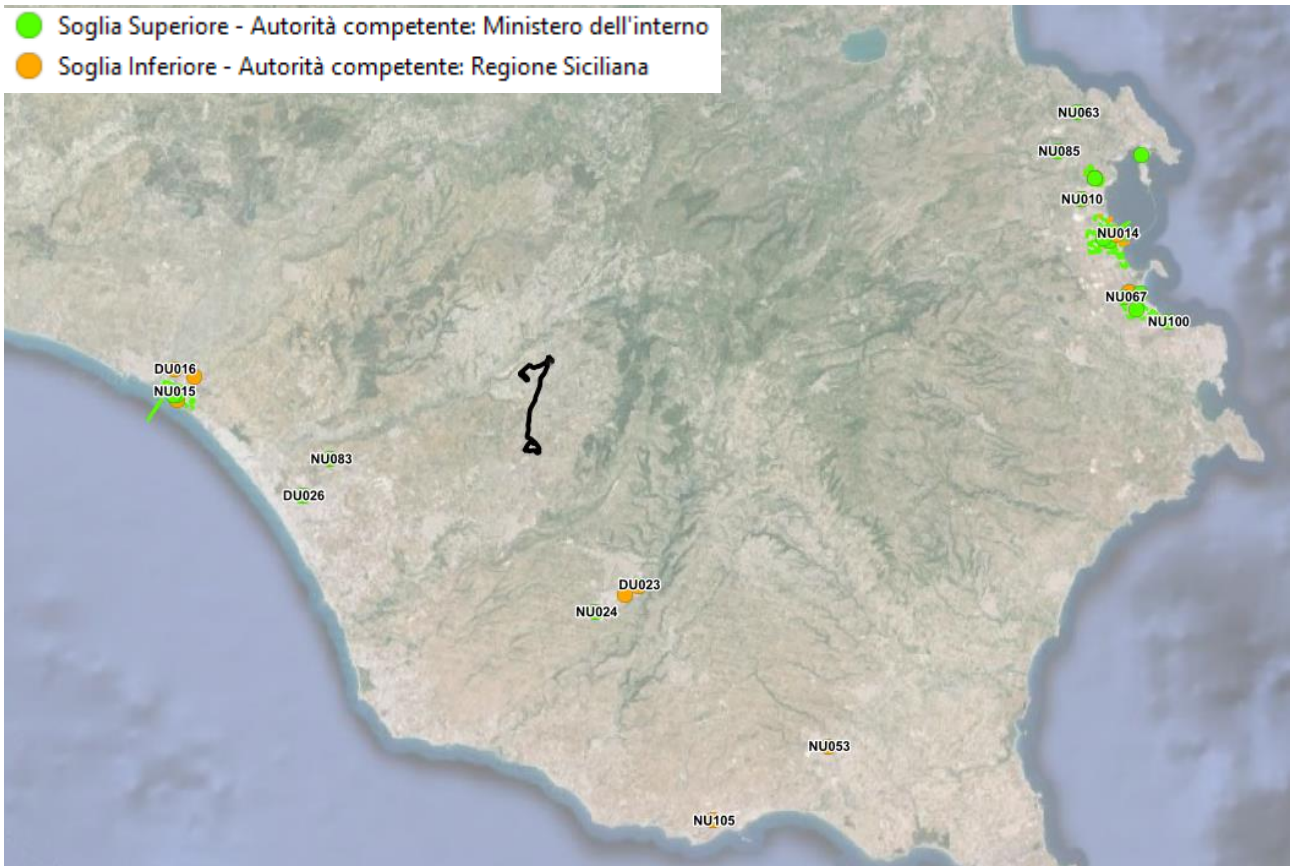 Soglia Superiore - Autorità competente: Ministero dell'interno
Soglia Inferiore - Autorità competente: Regione Siciliana
NU063
NU085
NU010
NU014
NU067
NU100
DU016
NU015
NU083
DU026
DU023
NU024
NU053
NU105